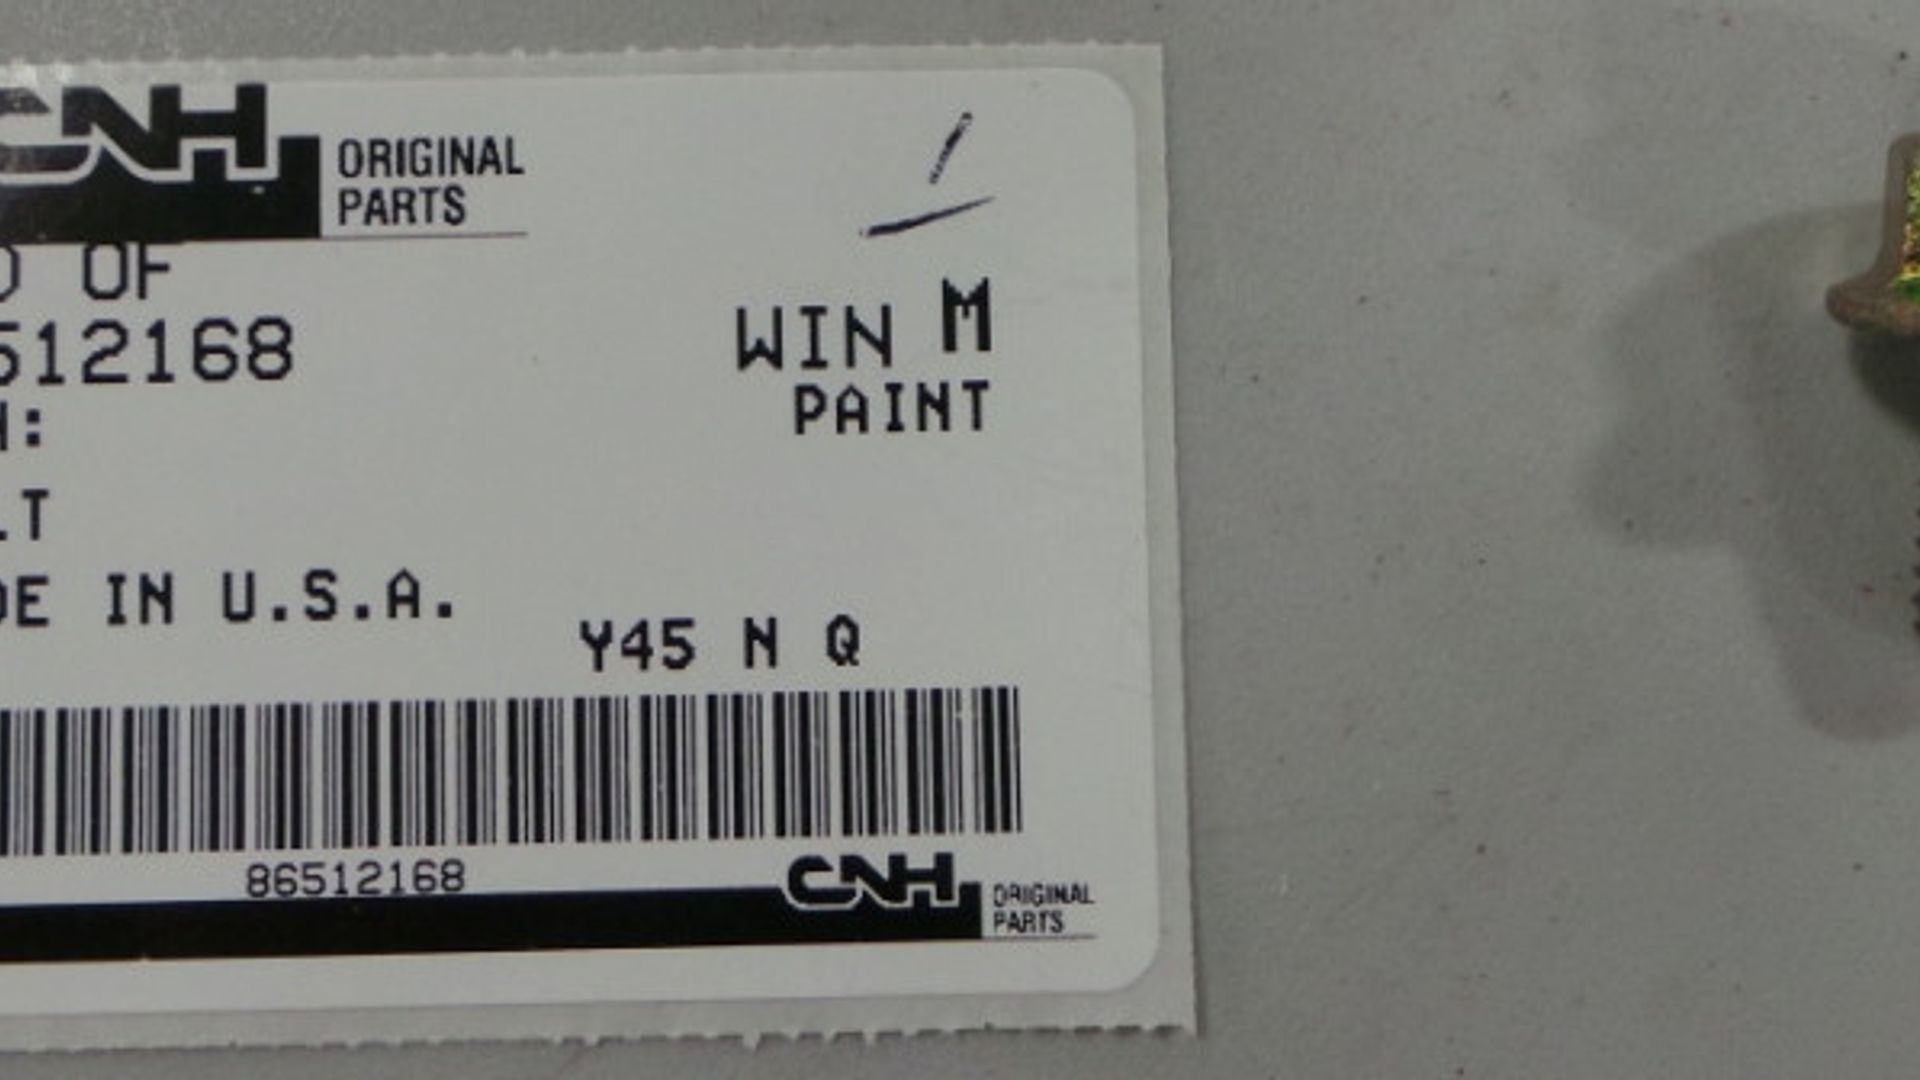 CNH ORIGINAL
PARTS
OF
512168
WIN M
PAINT
IN U.S.A.
Y45 N Q
86512168
CNH ORIGINAL
PARTS